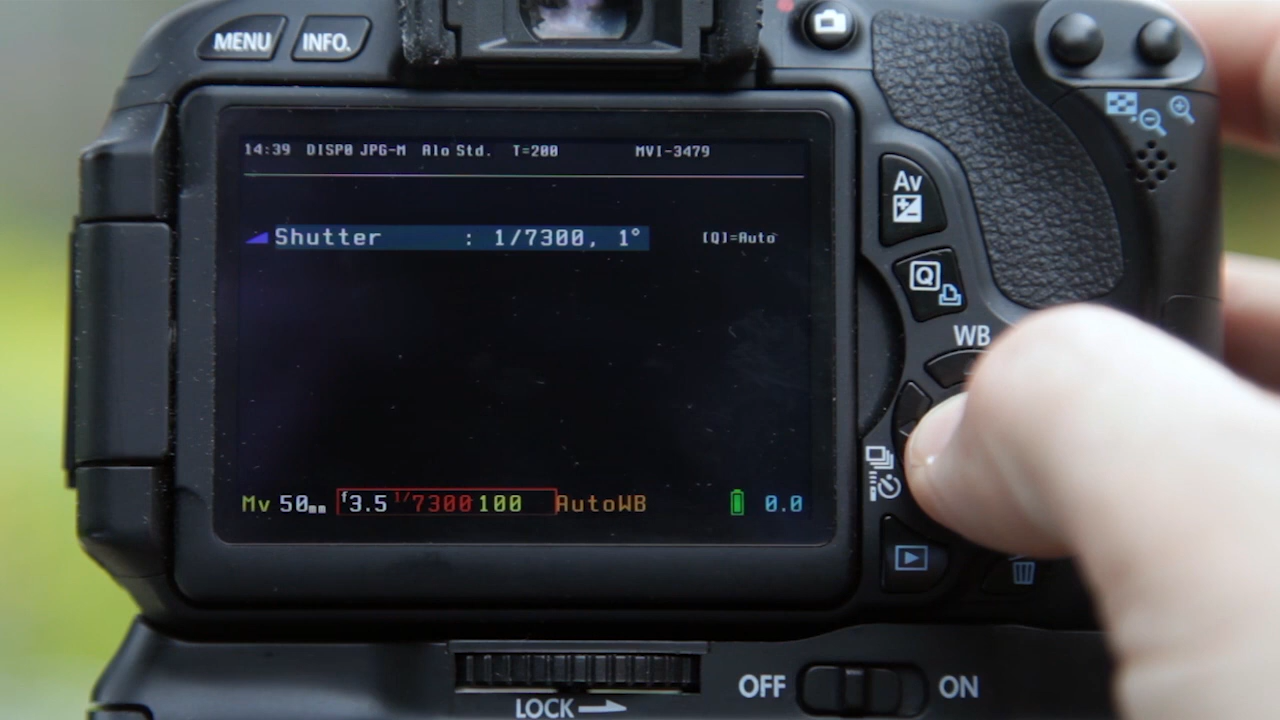 MENU INFO.
14:39 DISP0 JPG-M Alo Std. T=200 MVI-3479
Av
Shutter : 1/7300, 1° [Q]=Auto
Q
WB
Mv 50mm f3.5 1/7300 100 AutoWB 0.0
OFF ON
LOCK